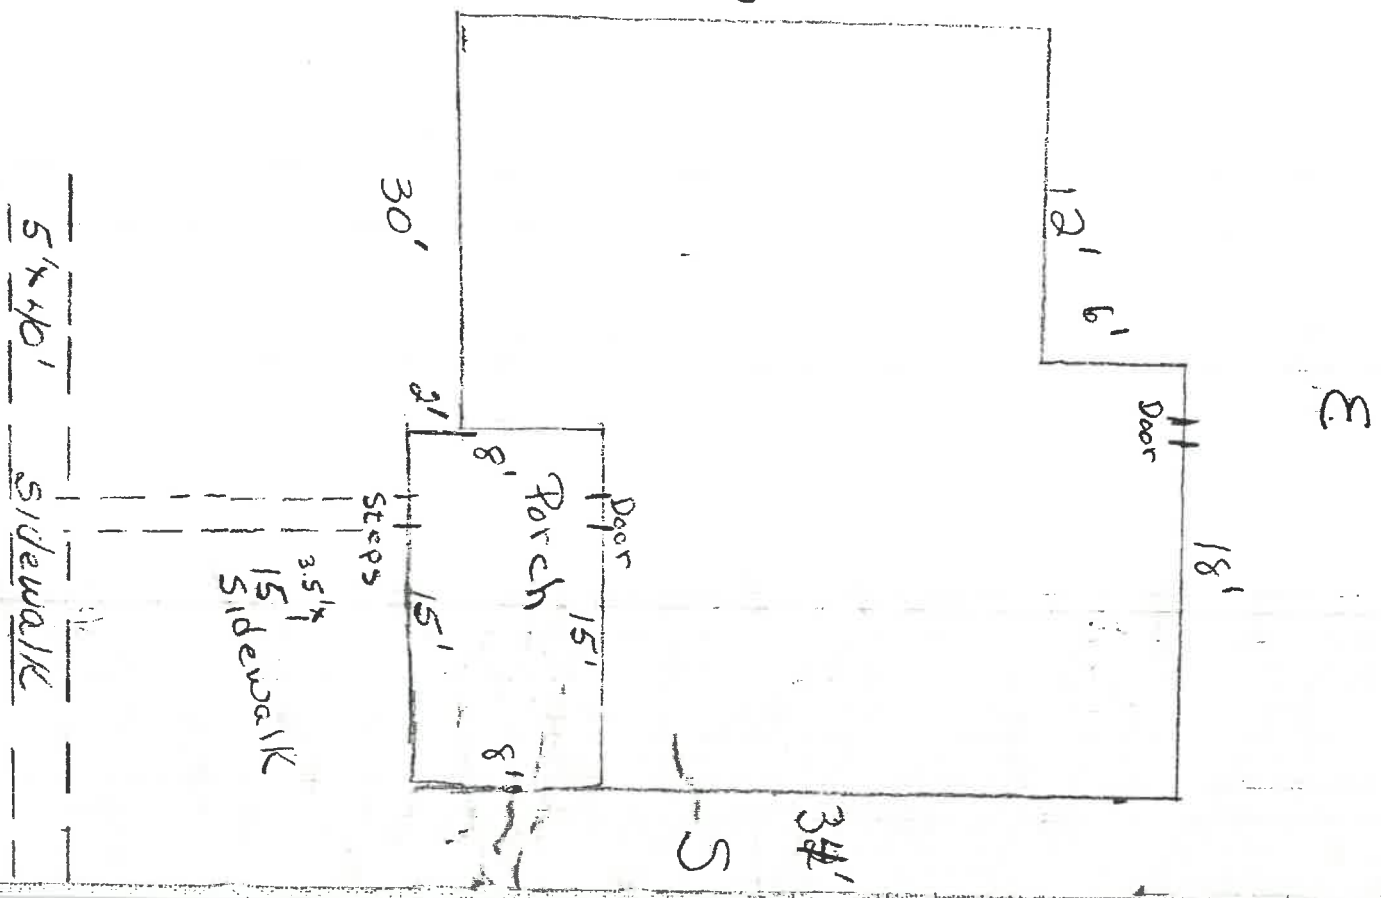 E
12'
6'
Door
18'
30'
2'
8'
Porch
Door
15'
Steps
15'
3.5'x
15'
Sidewalk
8'
S
5'x40'
Sidewalk